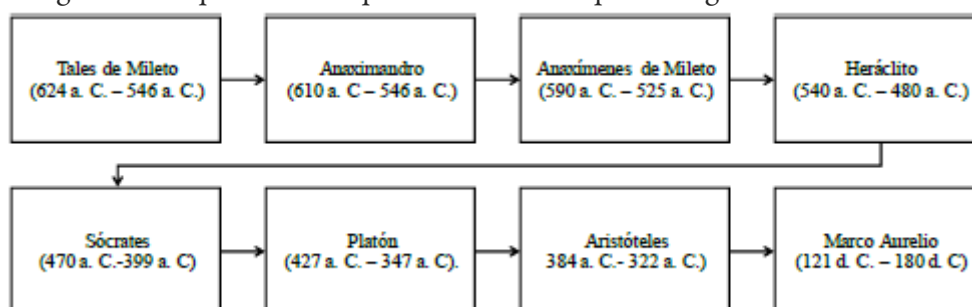 Tales de Mileto
(624 a. C. – 546 a. C.)
Anaximandro
(610 a. C – 546 a. C.)
Anaxímenes de Mileto
(590 a. C. – 525 a. C.)
Heráclito
(540 a. C. – 480 a. C.)
Sócrates
(470 a. C.-399 a. C)
Platón
(427 a. C. – 347 a. C).
Aristóteles
384 a. C.- 322 a. C.)
Marco Aurelio
(121 d. C. – 180 d. C)